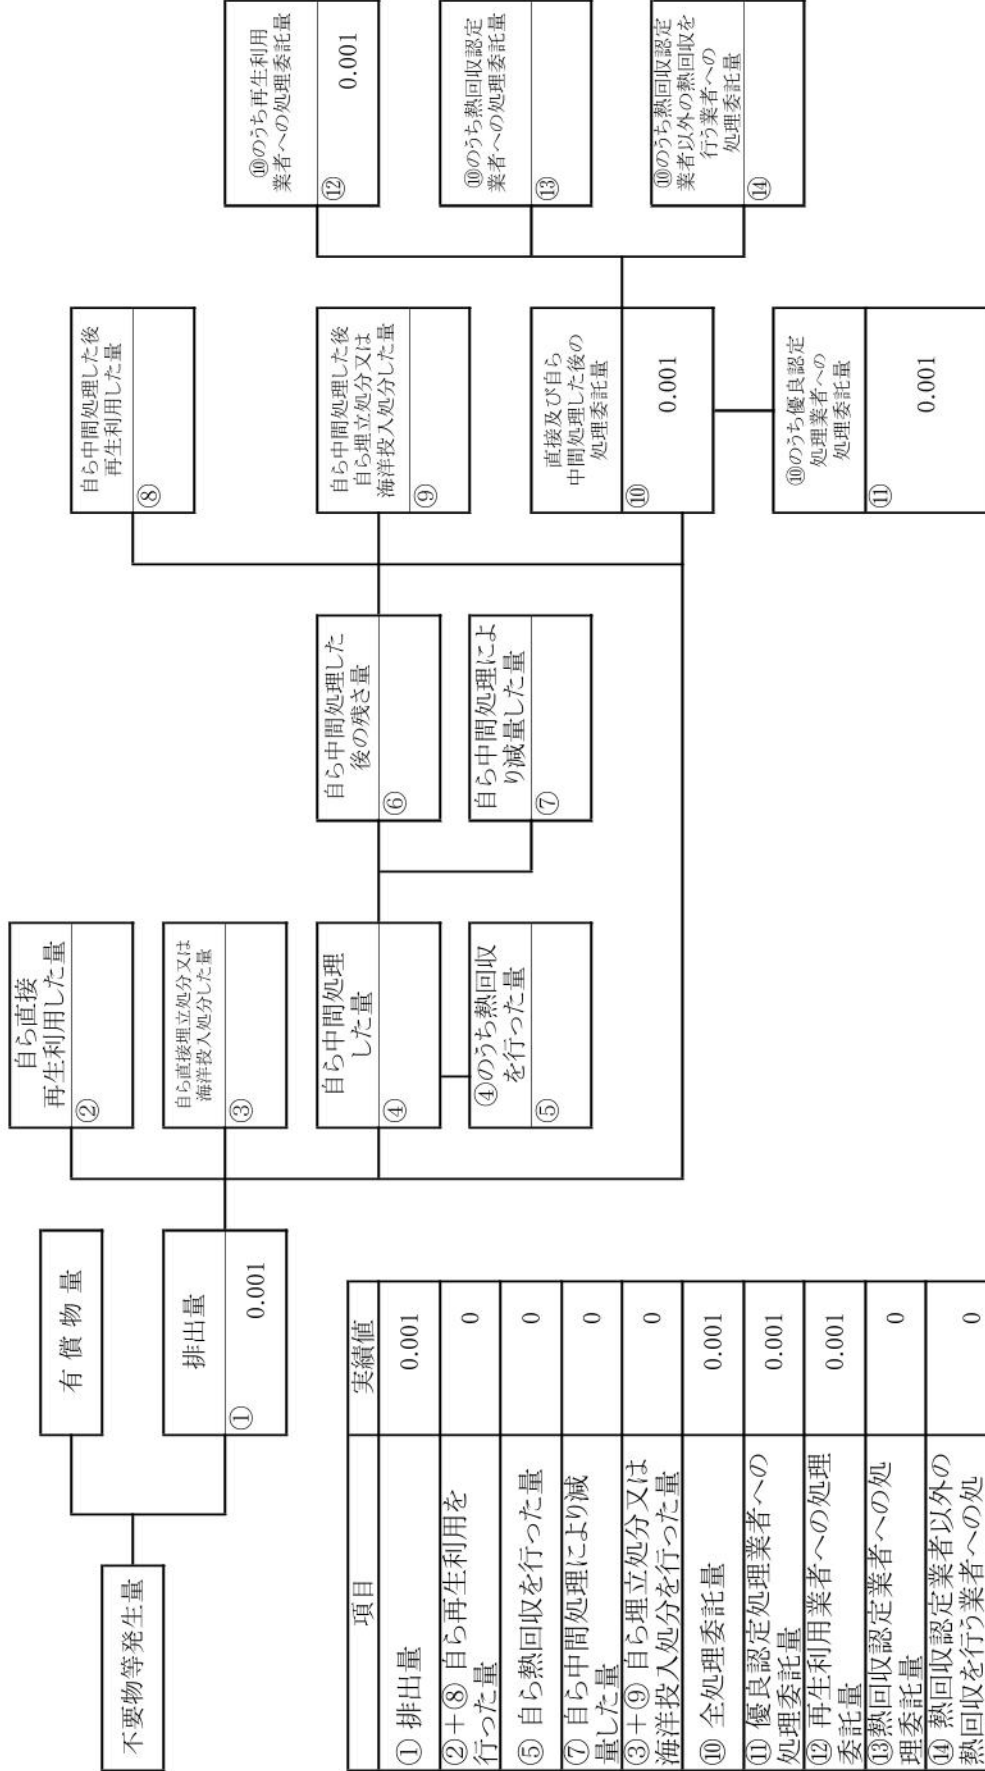 不要物等発生量
有償物量
排出量
①
0.001
自ら直接
再生利用した量
②
自ら直接埋立処分又は
海洋投入処分した量
③
自ら中間処理
した量
④
④のうち熱回収
を行った量
⑤
自ら中間処理した
後の残さ量
⑥
自ら中間処理によ
り減量した量
⑦
自ら中間処理した後
再生利用した量
⑧
自ら中間処理した後
自ら埋立処分又は
海洋投入処分した量
⑨
直接及び自ら
中間処理した後の
処理委託量
⑩
0.001
⑩のうち優良認定
処理業者への
処理委託量
⑪
0.001
⑩のうち再生利用
業者への処理委託量
⑫
0.001
⑩のうち熱回収認定
業者への処理委託量
⑬
⑩のうち熱回収認定
業者以外の熱回収を
行う業者への
処理委託量
⑭
項目 実績値
① 排出量 0.001
②+⑧ 自ら再生利用を
行った量 0
⑤ 自ら熱回収を行った量 0
⑦ 自ら中間処理により減
量した量 0
③+⑨ 自ら埋立処分又は
海洋投入処分を行った量 0
⑩ 全処理委託量 0.001
⑪ 優良認定処理業者への
処理委託量 0.001
⑫ 再生利用業者への処理
委託量 0.001
⑬熱回収認定業者への処
理委託量 0
⑭ 熱回収認定業者以外の
熱回収を行う業者への処 0